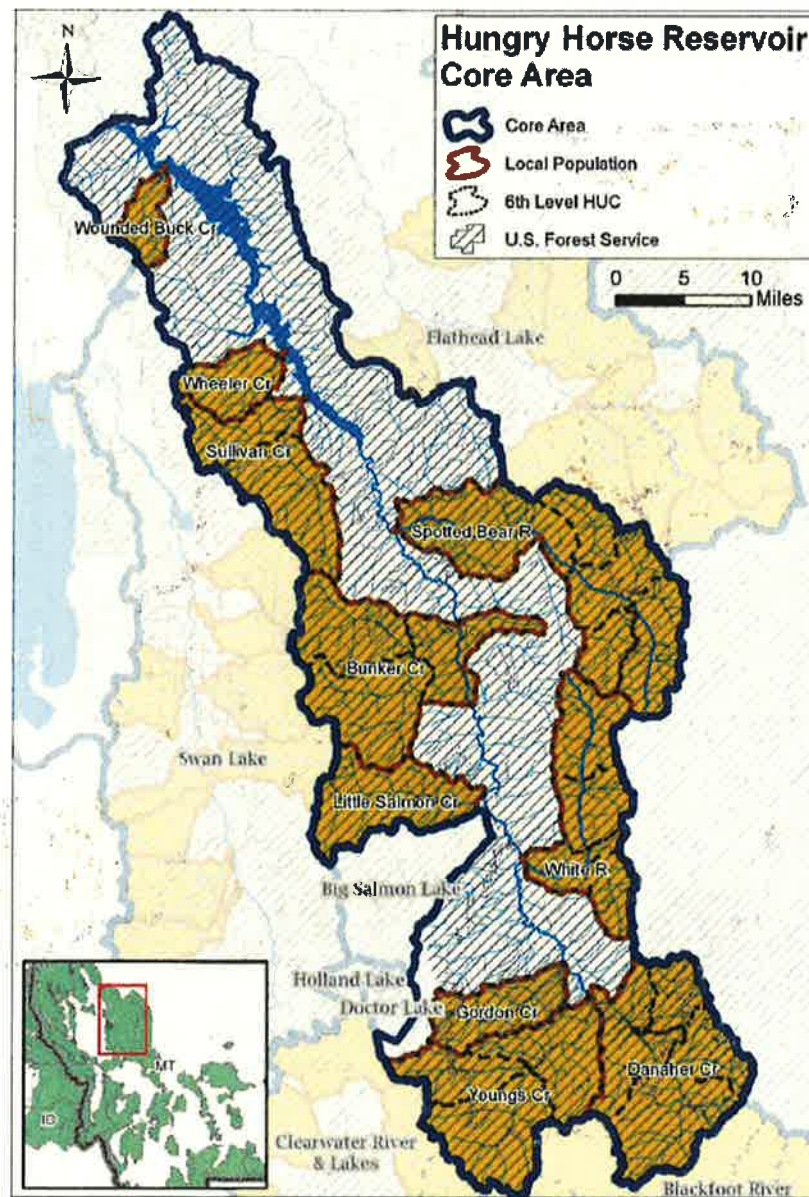 N
Hungry Horse Reservoir
Core Area
Core Area
Local Population
6th Level HUC
U.S. Forest Service
0 5 10
Miles
Wounded Buck Cr
Flathead Lake
Wheeler Cr
Sullivan Cr
Spotted Bear R
Bunker Cr
Swan Lake
Little Salmon Cr
White R
Big Salmon Lake
Holland Lake
Doctor Lake
Gordon Cr
Danaher Cr
Youngs Cr
MT
ID
Clearwater River
& Lakes
Blackfoot River